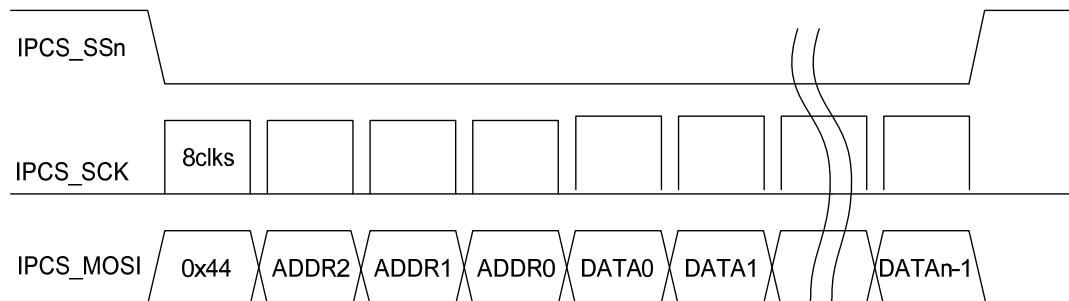 IPCS_SSn
8clks
IPCS_SCK
IPCS_MOSI 0x44 ADDR2 ADDR1 ADDR0 DATA0 DATA1 DATAn-1